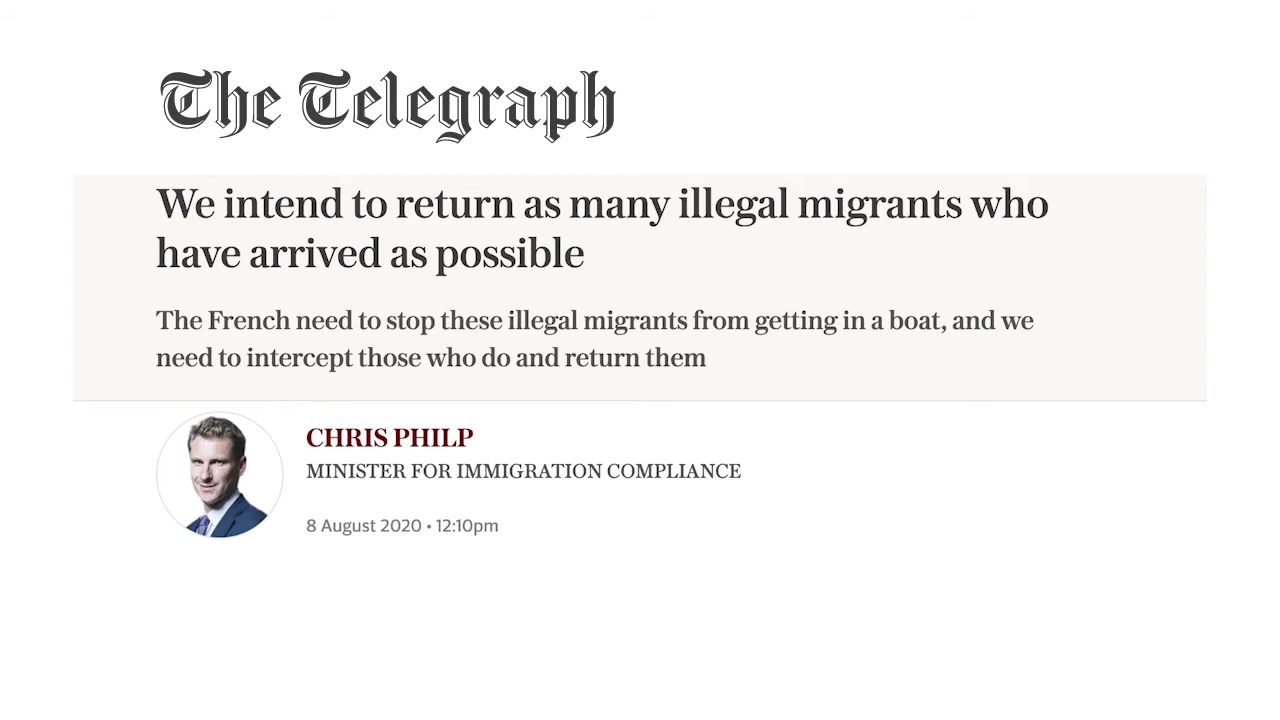 The Telegraph
We intend to return as many illegal migrants who
have arrived as possible
The French need to stop these illegal migrants from getting in a boat, and we
need to intercept those who do and return them
CHRIS PHILP
MINISTER FOR IMMIGRATION COMPLIANCE
8 August 2020 • 12:10pm